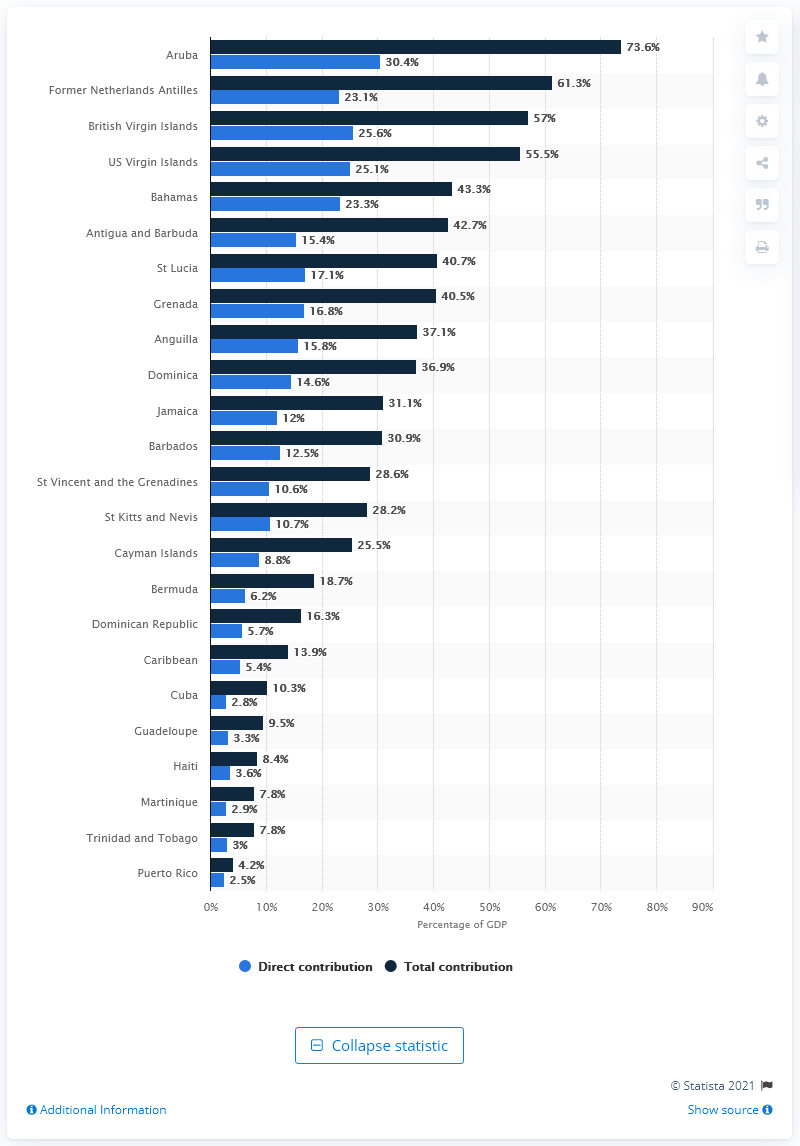 Aruba 73.6%
30.4%
Former Netherlands Antilles 61.3%
23.1%
British Virgin Islands 57%
25.6%
US Virgin Islands 55.5%
25.1%
Bahamas 43.3%
23.3%
Antigua and Barbuda 42.7%
15.4%
St Lucia 40.7%
17.1%
Grenada 40.5%
16.8%
Anguilla 37.1%
15.8%
Dominica 36.9%
14.6%
Jamaica 31.1%
12%
Barbados 30.9%
12.5%
St Vincent and the Grenadines 28.6%
10.6%
St Kitts and Nevis 28.2%
10.7%
Cayman Islands 25.5%
8.8%
Bermuda 18.7%
6.2%
Dominican Republic 16.3%
5.7%
Caribbean 13.9%
5.4%
Cuba 10.3%
2.8%
Guadeloupe 9.5%
3.3%
Haiti 8.4%
3.6%
Martinique 7.8%
2.9%
Trinidad and Tobago 7.8%
3%
Puerto Rico 4.2%
2.5%
0% 10% 20% 30% 40% 50% 60% 70% 80% 90%
Percentage of GDP
Direct contribution Total contribution
Collapse statistic
© Statista 2021
Additional Information Show source